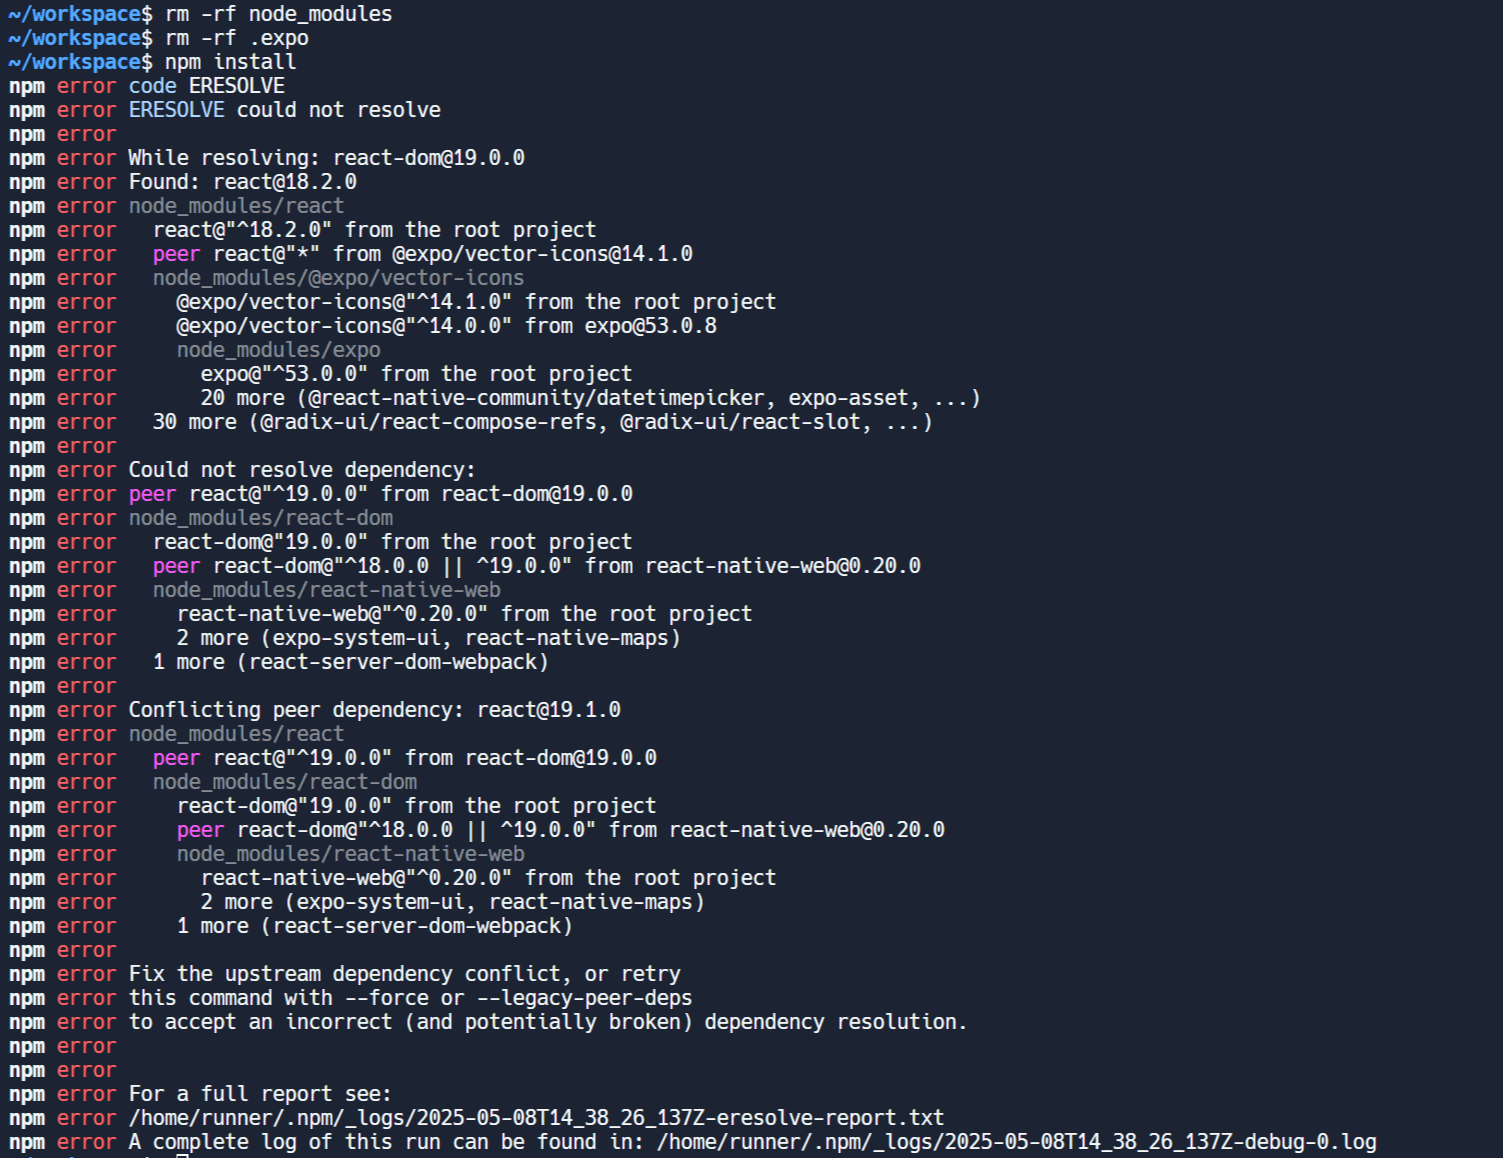 ~/workspace$ rm -rf node_modules
~/workspace$ rm -rf .expo
~/workspace$ npm install
npm error code ERESOLVE
npm error ERESOLVE could not resolve
npm error
npm error While resolving: react-dom@19.0.0
npm error Found: react@18.2.0
npm error node_modules/react
npm error   react@"^18.2.0" from the root project
npm error   peer react@"*" from @expo/vector-icons@14.1.0
npm error   node_modules/@expo/vector-icons
npm error     @expo/vector-icons@"^14.1.0" from the root project
npm error     @expo/vector-icons@"^14.0.0" from expo@53.0.8
npm error     node_modules/expo
npm error       expo@"^53.0.0" from the root project
npm error       20 more (@react-native-community/datetimepicker, expo-asset, ...)
npm error   30 more (@radix-ui/react-compose-refs, @radix-ui/react-slot, ...)
npm error
npm error Could not resolve dependency:
npm error peer react@"^19.0.0" from react-dom@19.0.0
npm error node_modules/react-dom
npm error   react-dom@"19.0.0" from the root project
npm error   peer react-dom@"^18.0.0 || ^19.0.0" from react-native-web@0.20.0
npm error   node_modules/react-native-web
npm error     react-native-web@"^0.20.0" from the root project
npm error     2 more (expo-system-ui, react-native-maps)
npm error   1 more (react-server-dom-webpack)
npm error
npm error Conflicting peer dependency: react@19.1.0
npm error node_modules/react
npm error   peer react@"^19.0.0" from react-dom@19.0.0
npm error   node_modules/react-dom
npm error     react-dom@"19.0.0" from the root project
npm error     peer react-dom@"^18.0.0 || ^19.0.0" from react-native-web@0.20.0
npm error     node_modules/react-native-web
npm error       react-native-web@"^0.20.0" from the root project
npm error       2 more (expo-system-ui, react-native-maps)
npm error     1 more (react-server-dom-webpack)
npm error
npm error Fix the upstream dependency conflict, or retry
npm error this command with --force or --legacy-peer-deps
npm error to accept an incorrect (and potentially broken) dependency resolution.
npm error
npm error
npm error For a full report see:
npm error /home/runner/.npm/_logs/2025-05-08T14_38_26_137Z-eresolve-report.txt
npm error A complete log of this run can be found in: /home/runner/.npm/_logs/2025-05-08T14_38_26_137Z-debug-0.log